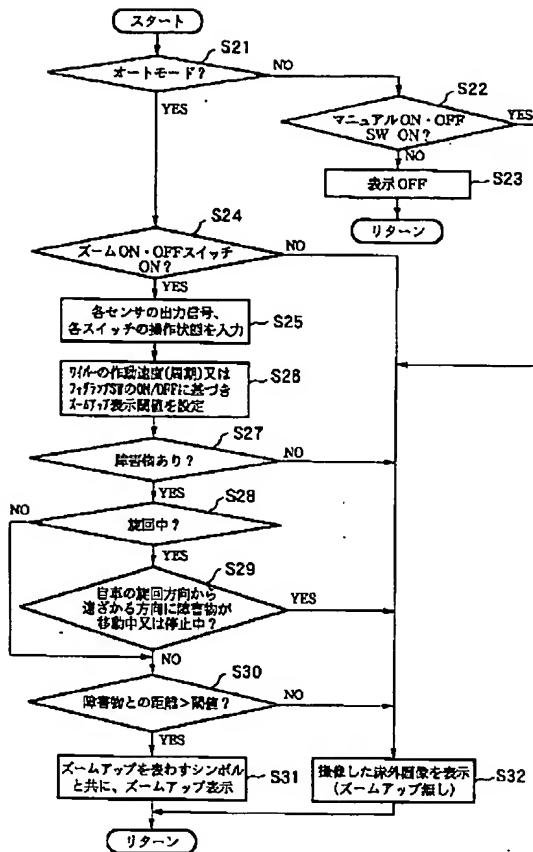 スタート
S21
オートモード?
NO
YES
S22
マニュアルON・OFF
SW ON?
YES
NO
S23
表示OFF
リターン
S24
ズームON・OFFスイッチ
ON?
NO
YES
S25
各センサの出力信号、
各スイッチの操作状態を入力
S26
ワイパーの作動速度(周期)又は
フォグランプSWのON/OFFに基づき
ズームアップ表示閾値を設定
S27
障害物あり?
NO
YES
S28
NO
旋回中?
YES
S29
自車の旋回方向から
遠ざかる方向に障害物が
移動中又は停止中?
YES
NO
S30
障害物との距離>閾値?
NO
YES
ズームアップを表わすシンボル
と共に、ズームアップ表示
S31
撮像した車外画像を表示
(ズームアップ無し)
S32
リターン